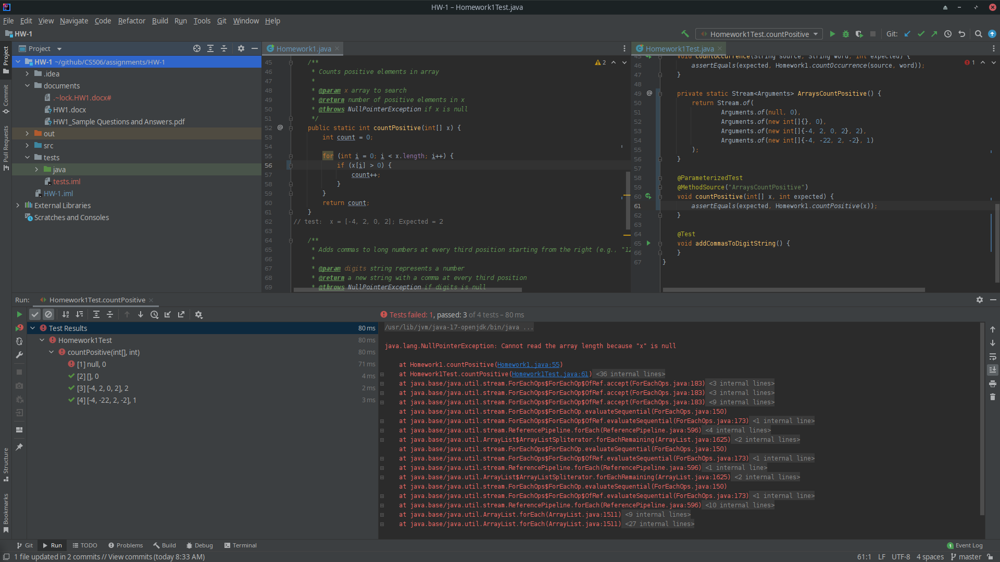 HW-1 – Homework1Test.java
File Edit View Navigate Code Refactor Build Run Tools Git Window Help
HW-1
Homework1Test.countPositive
Git:
Project
Homework1.java
Homework1Test.java
Project
Commit
Pull Requests
Structure
Bookmarks
HW-1 ~/github/CS506/assignments/HW-1
.idea
documents
.~lock.HW1.docx#
HW1.docx
HW1_Sample Questions and Answers.pdf
out
src
tests
java
tests.iml
HW-1.iml
External Libraries
Scratches and Consoles
2
45 /**
46 * Counts positive elements in array
47 *
48 * @param x array to search
49 * @return number of positive elements in x
50 * @throws NullPointerException if x is null
51 */
52 @ public static int countPositive(int[] x) {
53 int count = 0;
54
55 for (int i = 0; i < x.length; i++) {
56 if (x[i] > 0) {
57 count++;
58 }
59 }
60 return count;
61 }
62 // test: x = [-4, 2, 0, 2]; Expected = 2
63
64 /**
65 * Adds commas to long numbers at every third position starting from the right (e.g., "12
66 *
67 * @param digits string represents a number
68 * @return a new string with a comma at every third position
69 * @throws NullPointerException if digits is null
1
45 void countOccurrence(String source, String word, int expected) {
46 assertEquals(expected, Homework1.countOccurrence(source, word));
47 }
48
49 @ private static Stream<Arguments> ArraysCountPositive() {
50 return Stream.of(
51 Arguments.of(null, 0),
52 Arguments.of(new int[]{}, 0),
53 Arguments.of(new int[]{-4, 2, 0, 2}, 2),
54 Arguments.of(new int[]{-4, -22, 2, -2}, 1)
55 );
56 }
57
58 @ParameterizedTest
59 @MethodSource("ArraysCountPositive")
60 void countPositive(int[] x, int expected) {
61 assertEquals(expected, Homework1.countPositive(x));
62 }
63
64 @Test
65 void addCommasToDigitString() {
66 }
67 }
Run: Homework1Test.countPositive
Tests failed: 1, passed: 3 of 4 tests – 80 ms
Test Results 80 ms
Homework1Test 80 ms
countPositive(int[], int) 80 ms
[1] null, 0 71 ms
[2] [], 0 4 ms
[3] [-4, 2, 0, 2], 2 2 ms
[4] [-4, -22, 2, -2], 1 3 ms
/usr/lib/jvm/java-17-openjdk/bin/java ...
java.lang.NullPointerException: Cannot read the array length because "x" is null
at Homework1.countPositive(Homework1.java:55)
at Homework1Test.countPositive(Homework1Test.java:61) <36 internal lines>
at java.base/java.util.stream.ForEachOps$ForEachOp$OfRef.accept(ForEachOps.java:183) <3 internal lines>
at java.base/java.util.stream.ForEachOps$ForEachOp$OfRef.accept(ForEachOps.java:183) <3 internal lines>
at java.base/java.util.stream.ForEachOps$ForEachOp$OfRef.accept(ForEachOps.java:183) <9 internal lines>
at java.base/java.util.stream.ForEachOps$ForEachOp.evaluateSequential(ForEachOps.java:150)
at java.base/java.util.stream.ForEachOps$ForEachOp$OfRef.evaluateSequential(ForEachOps.java:173) <1 internal line>
at java.base/java.util.stream.ReferencePipeline.forEach(ReferencePipeline.java:596) <4 internal lines>
at java.base/java.util.ArrayList$ArrayListSpliterator.forEachRemaining(ArrayList.java:1625) <2 internal lines>
at java.base/java.util.stream.ForEachOps$ForEachOp.evaluateSequential(ForEachOps.java:150)
at java.base/java.util.stream.ForEachOps$ForEachOp$OfRef.evaluateSequential(ForEachOps.java:173) <1 internal line>
at java.base/java.util.stream.ReferencePipeline.forEach(ReferencePipeline.java:596) <1 internal line>
at java.base/java.util.ArrayList$ArrayListSpliterator.forEachRemaining(ArrayList.java:1625) <2 internal lines>
at java.base/java.util.stream.ForEachOps$ForEachOp.evaluateSequential(ForEachOps.java:150)
at java.base/java.util.stream.ForEachOps$ForEachOp$OfRef.evaluateSequential(ForEachOps.java:173) <1 internal line>
at java.base/java.util.stream.ReferencePipeline.forEach(ReferencePipeline.java:596) <10 internal lines>
at java.base/java.util.ArrayList.forEach(ArrayList.java:1511) <9 internal lines>
at java.base/java.util.ArrayList.forEach(ArrayList.java:1511) <27 internal lines>
Git Run TODO Problems Build Debug Terminal
1 Event Log
1 file updated in 2 commits // View commits (today 8:33 AM)
61:1 LF UTF-8 4 spaces master